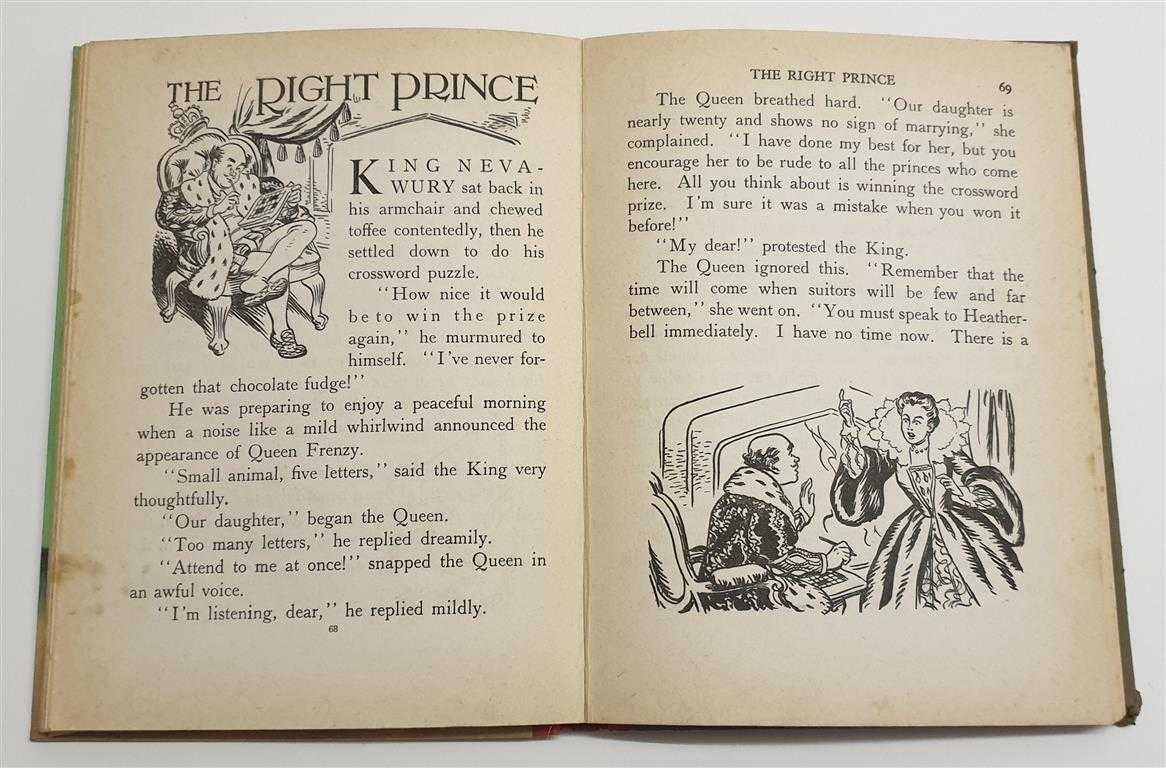 THE RIGHT PRINCE
KING NEVA-
WURY sat back in
his armchair and chewed
toffee contentedly, then he
settled down to do his
crossword puzzle.
"How nice it would
be to win the prize
again," he murmured to
himself. "I've never for-
gotten that chocolate fudge!"
He was preparing to enjoy a peaceful morning
when a noise like a mild whirlwind announced the
appearance of Queen Frenzy.
"Small animal, five letters," said the King very
thoughtfully.
"Our daughter," began the Queen.
"Too many letters," he replied dreamily.
"Attend to me at once!" snapped the Queen in
an awful voice.
"I'm listening, dear," he replied mildly.
68
THE RIGHT PRINCE 69
The Queen breathed hard. "Our daughter is
nearly twenty and shows no sign of marrying," she
complained. "I have done my best for her, but you
encourage her to be rude to all the princes who come
here. All you think about is winning the crossword
prize. I'm sure it was a mistake when you won it
before!"
"My dear!" protested the King.
The Queen ignored this. "Remember that the
time will come when suitors will be few and far
between," she went on. "You must speak to Heather-
bell immediately. I have no time now. There is a